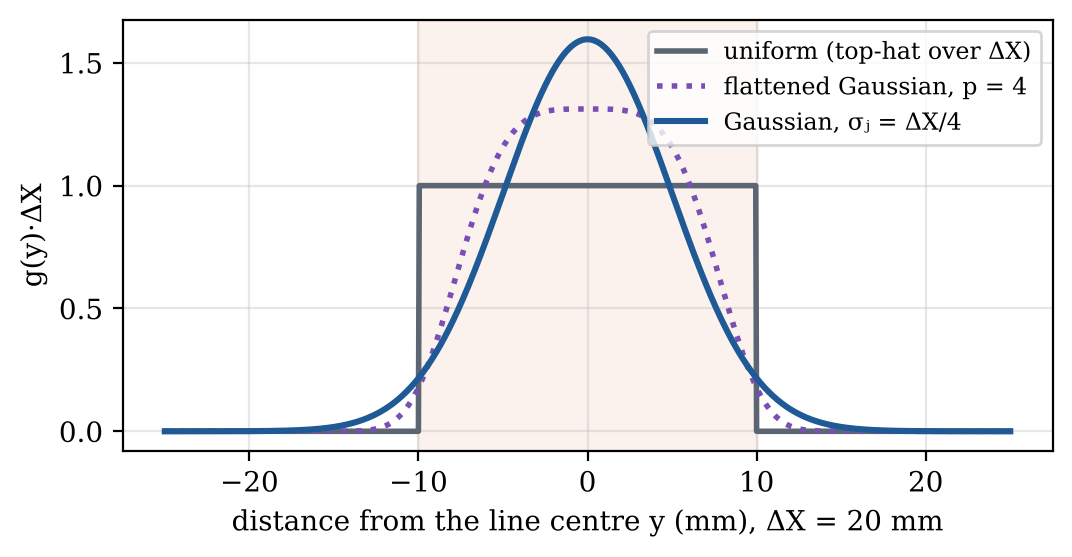 uniform (top-hat over ΔX)
flattened Gaussian, p = 4
Gaussian, σⱼ = ΔX/4
g(y)·ΔX
1.5
1.0
0.5
0.0
−20 −10 0 10 20
distance from the line centre y (mm), ΔX = 20 mm